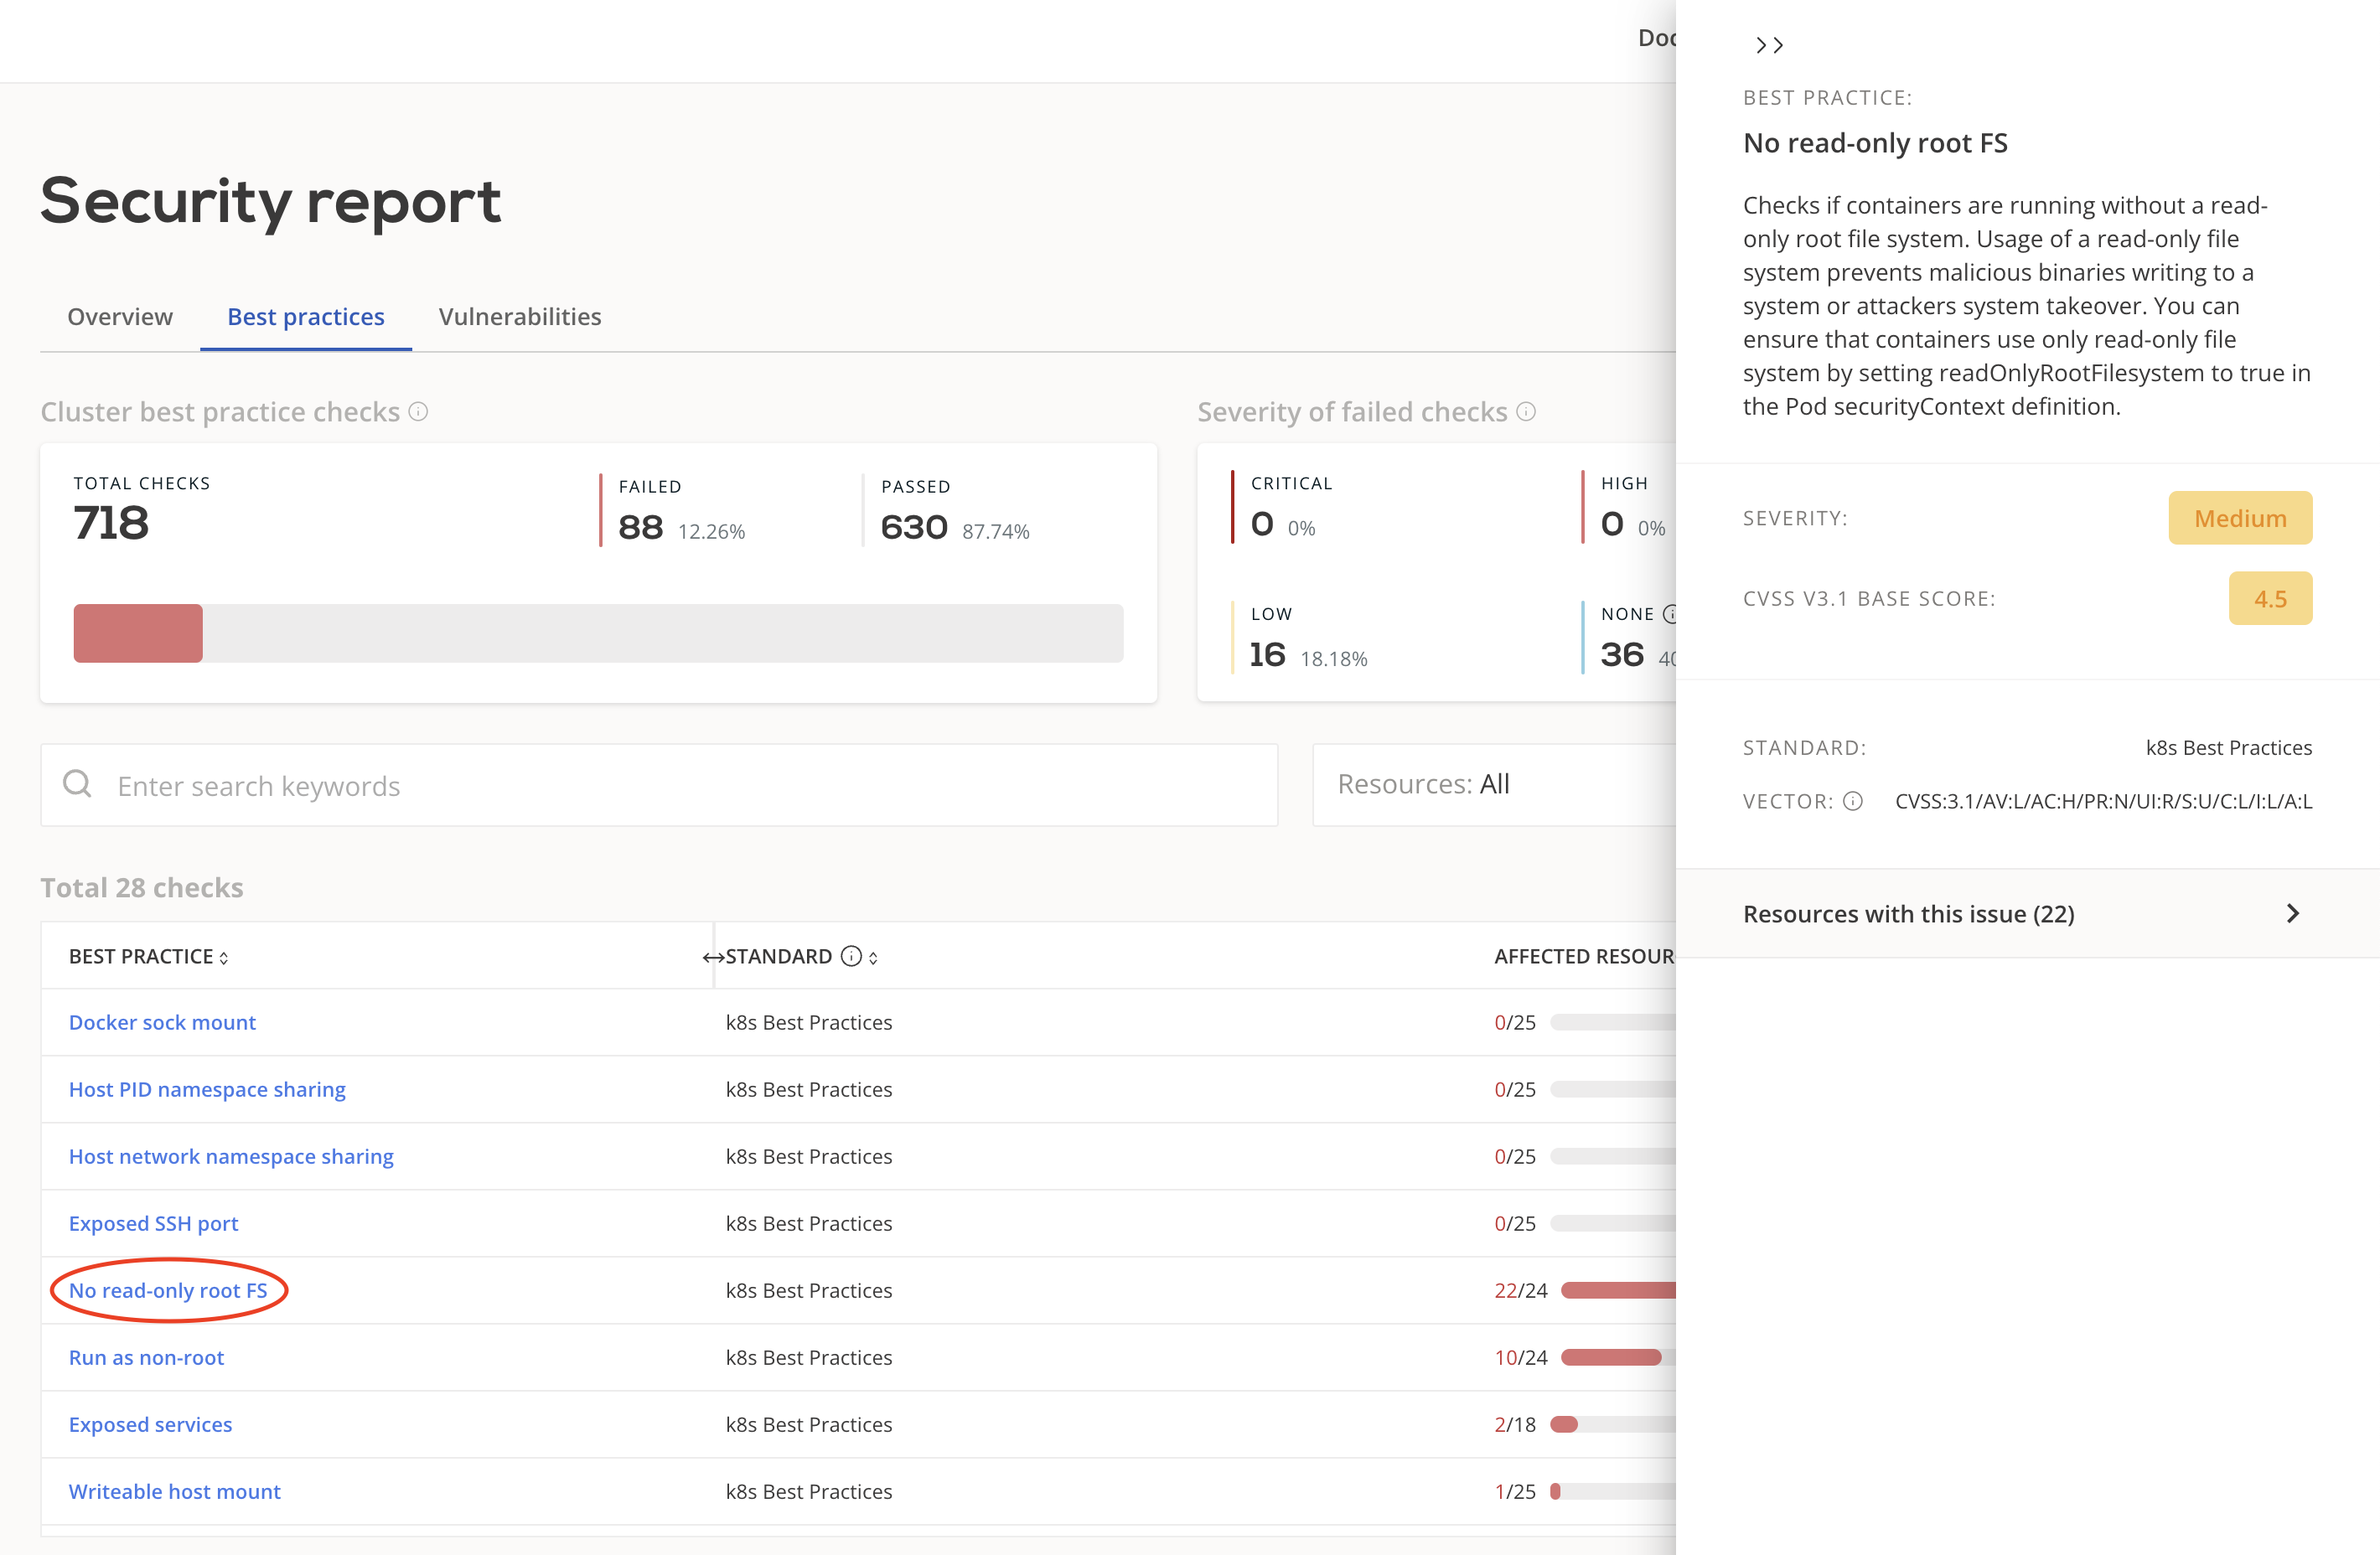 Doc
Security report
Overview
Best practices
Vulnerabilities
Cluster best practice checks
TOTAL CHECKS
718
FAILED
88 12.26%
PASSED
630 87.74%
Severity of failed checks
CRITICAL
0 0%
HIGH
0 0%
LOW
16 18.18%
NONE
36 40
Enter search keywords
Resources: All
Total 28 checks
BEST PRACTICE STANDARD AFFECTED RESOUR
Docker sock mount k8s Best Practices 0/25
Host PID namespace sharing k8s Best Practices 0/25
Host network namespace sharing k8s Best Practices 0/25
Exposed SSH port k8s Best Practices 0/25
No read-only root FS k8s Best Practices 22/24
Run as non-root k8s Best Practices 10/24
Exposed services k8s Best Practices 2/18
Writeable host mount k8s Best Practices 1/25
BEST PRACTICE:
No read-only root FS
Checks if containers are running without a read-
only root file system. Usage of a read-only file
system prevents malicious binaries writing to a
system or attackers system takeover. You can
ensure that containers use only read-only file
system by setting readOnlyRootFilesystem to true in
the Pod securityContext definition.
SEVERITY: Medium
CVSS V3.1 BASE SCORE: 4.5
STANDARD: k8s Best Practices
VECTOR: CVSS:3.1/AV:L/AC:H/PR:N/UI:R/S:U/C:L/I:L/A:L
Resources with this issue (22)